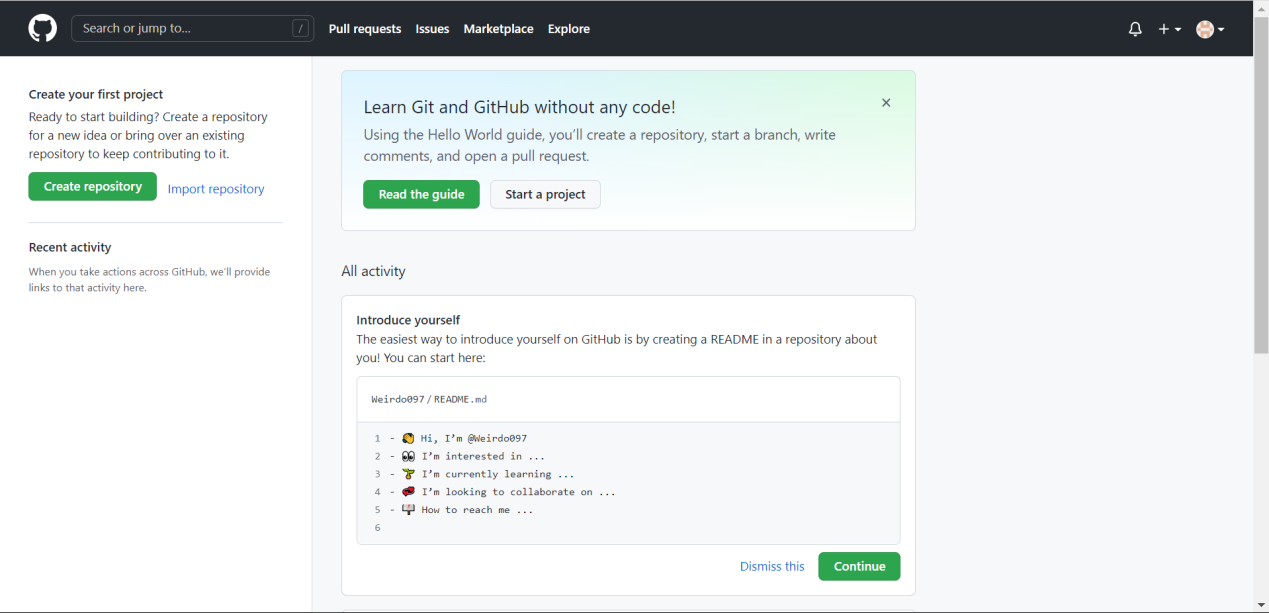 Search or jump to... /
Pull requests Issues Marketplace Explore
Create your first project
Ready to start building? Create a repository
for a new idea or bring over an existing
repository to keep contributing to it.
Create repository Import repository
Recent activity
When you take actions across GitHub, we'll provide
links to that activity here.
Learn Git and GitHub without any code!
Using the Hello World guide, you'll create a repository, start a branch, write
comments, and open a pull request.
Read the guide Start a project
All activity
Introduce yourself
The easiest way to introduce yourself on GitHub is by creating a README in a repository about
you! You can start here:
Weirdo097/README.md
1 - 👋 Hi, I’m @Weirdo097
2 - 👀 I’m interested in ...
3 - 🌱 I’m currently learning ...
4 - 💞️ I’m looking to collaborate on ...
5 - 📫 How to reach me ...
6
Dismiss this Continue